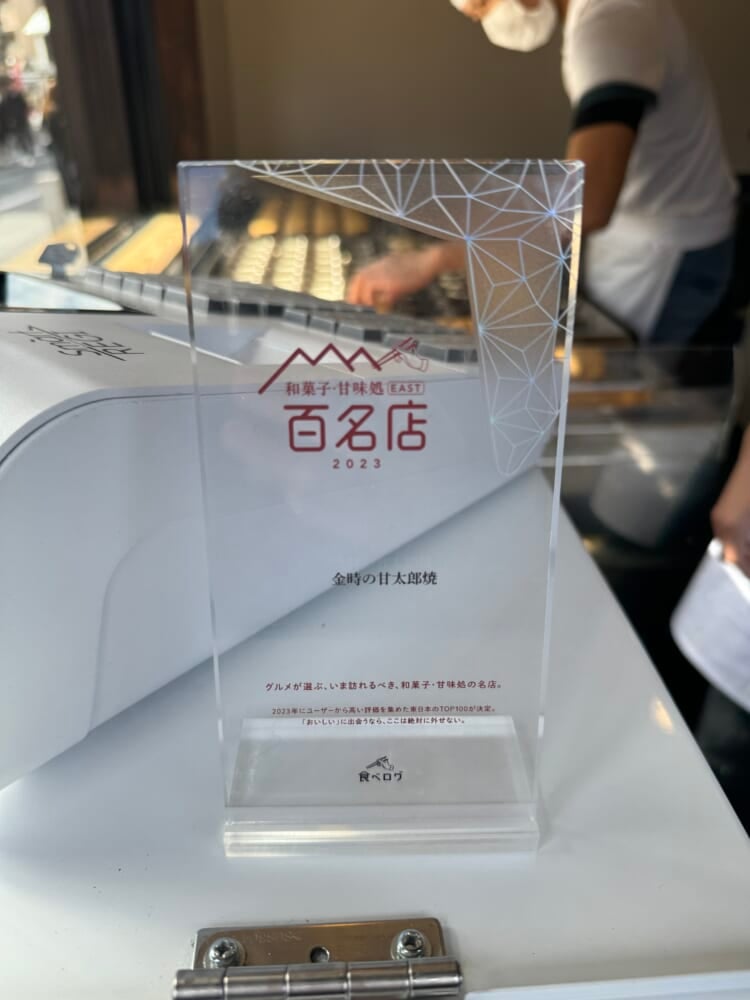 和菓子・甘味処 EAST
百名店
2023
金時の甘太郎焼
グルメが選ぶ、いま訪れるべき、和菓子・甘味処の名店。
2023年にユーザーから高い評価を集めた東日本のTOP100が決定。
「おいしい」に出会うなら、ここは絶対に外せない。
食べログ